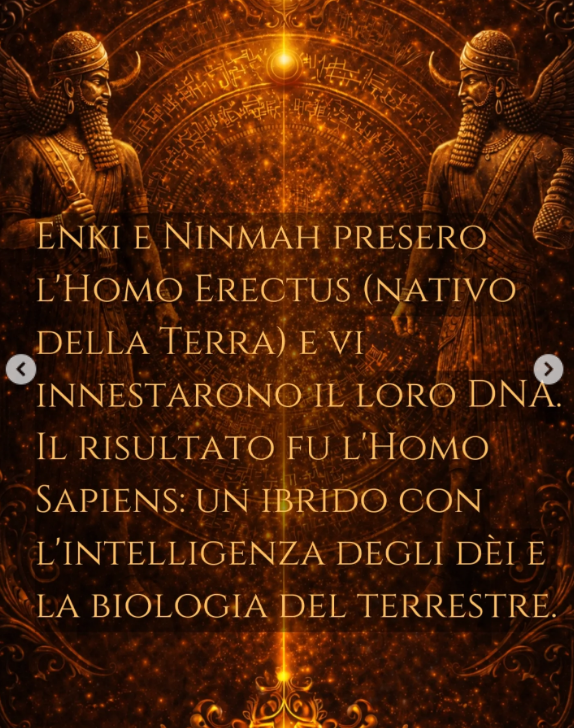 Enki e Ninmah presero
l'Homo Erectus (nativo
della Terra) e vi
innestarono il loro DNA.
Il risultato fu l'Homo
Sapiens: un ibrido con
l'intelligenza degli dèi e
la biologia del terrestre.